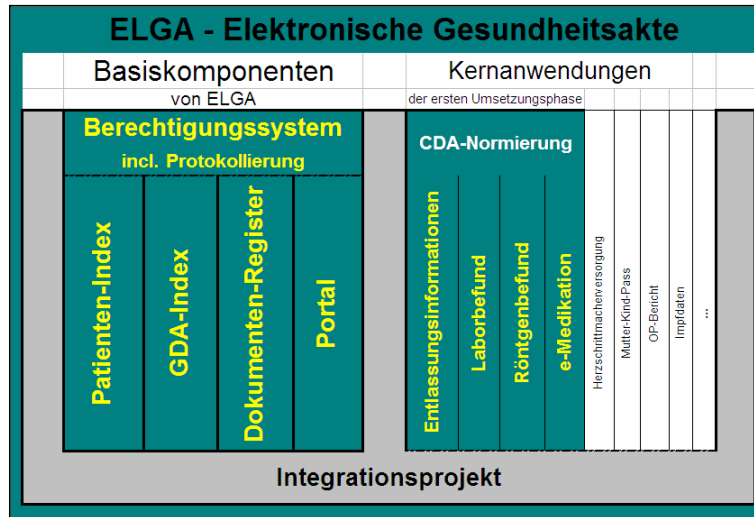 ELGA - Elektronische Gesundheitsakte
Basiskomponenten
von ELGA
Kernanwendungen
der ersten Umsetzungsphase
Berechtigungssystem
incl. Protokollierung
Patienten-Index
GDA-Index
Dokumenten-Register
Portal
CDA-Normierung
Entlassungsinformationen
Laborbefund
Röntgenbefund
e-Medikation
Herzschrittmacherversorgung
Mutter-Kind-Pass
OP-Bericht
Impfdaten
...
Integrationsprojekt